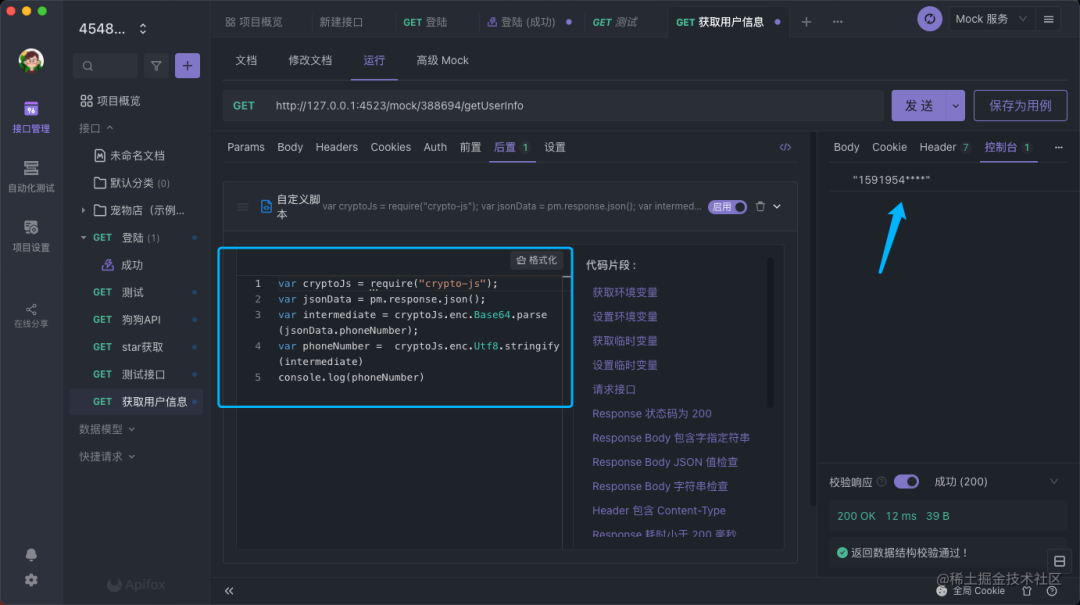 4548...
项目概览
新建接口
GET 登陆
登陆 (成功)
GET 测试
GET 获取用户信息
Mock 服务
文档
修改文档
运行
高级 Mock
GET
http://127.0.0.1:4523/mock/388694/getUserInfo
发 送
保存为用例
接口管理
自动化测试
项目设置
在线分享
项目概览
接口
未命名文档
默认分类 (0)
宠物店（示例...
GET 登陆 (1)
成功
GET 测试
GET 狗狗API
GET star获取
GET 测试接口
GET 获取用户信息
数据模型
快捷请求
Apifox
Params
Body
Headers
Cookies
Auth
前置
后置 1
设置
</>
自定义脚本
var cryptoJs = require("crypto-js"); var jsonData = pm.response.json(); var intermed...
启用
格式化
1 var cryptoJs = require("crypto-js");
2 var jsonData = pm.response.json();
3 var intermediate = cryptoJs.enc.Base64.parse
(jsonData.phoneNumber);
4 var phoneNumber = cryptoJs.enc.Utf8.stringify
(intermediate)
5 console.log(phoneNumber)
代码片段：
获取环境变量
设置环境变量
获取临时变量
设置临时变量
请求接口
Response 状态码为 200
Response Body 包含字指定符串
Response Body JSON 值检查
Response Body 字符串检查
Header 包含 Content-Type
Response 耗时小于 200 毫秒
Body
Cookie
Header 7
控制台 1
"1591954****"
校验响应
成功 (200)
200 OK
12 ms
39 B
返回数据结构校验通过！
@稀土掘金技术社区
全局 Cookie